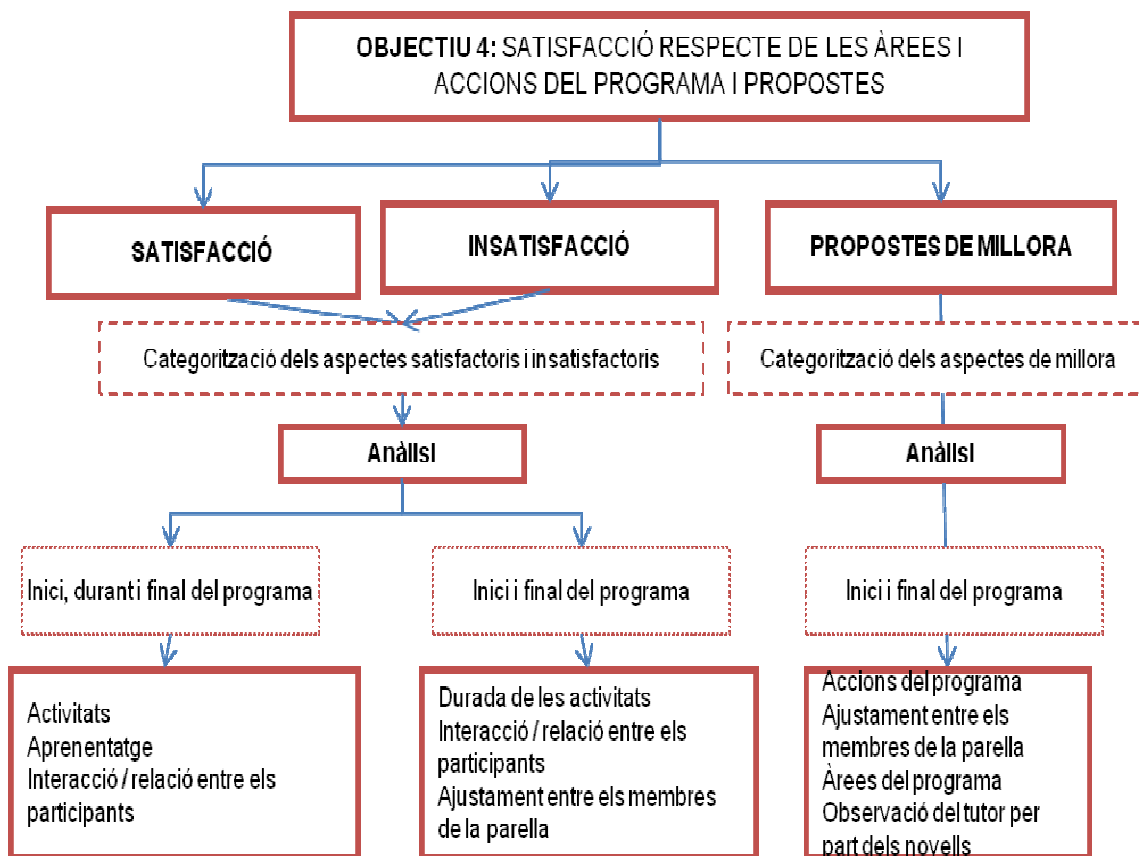 OBJECTIU 4: SATISFACCIÓ RESPECTE DE LES ÀREES I
ACCIONS DEL PROGRAMA I PROPOSTES
SATISFACCIÓ
INSATISFACCIÓ
PROPOSTES DE MILLORA
Categorització dels aspectes satisfactoris i insatisfactoris
Categorització dels aspectes de millora
Anàlisi
Anàlisi
Inici, durant i final del programa
Inici i final del programa
Inici i final del programa
Activitats
Aprenentatge
Interacció / relació entre els
participants
Durada de les activitats
Interacció / relació entre els
participants
Ajustament entre els membres
de la parella
Accions del programa
Ajustament entre els
membres de la parella
Àrees del programa
Observació del tutor per
part dels novells